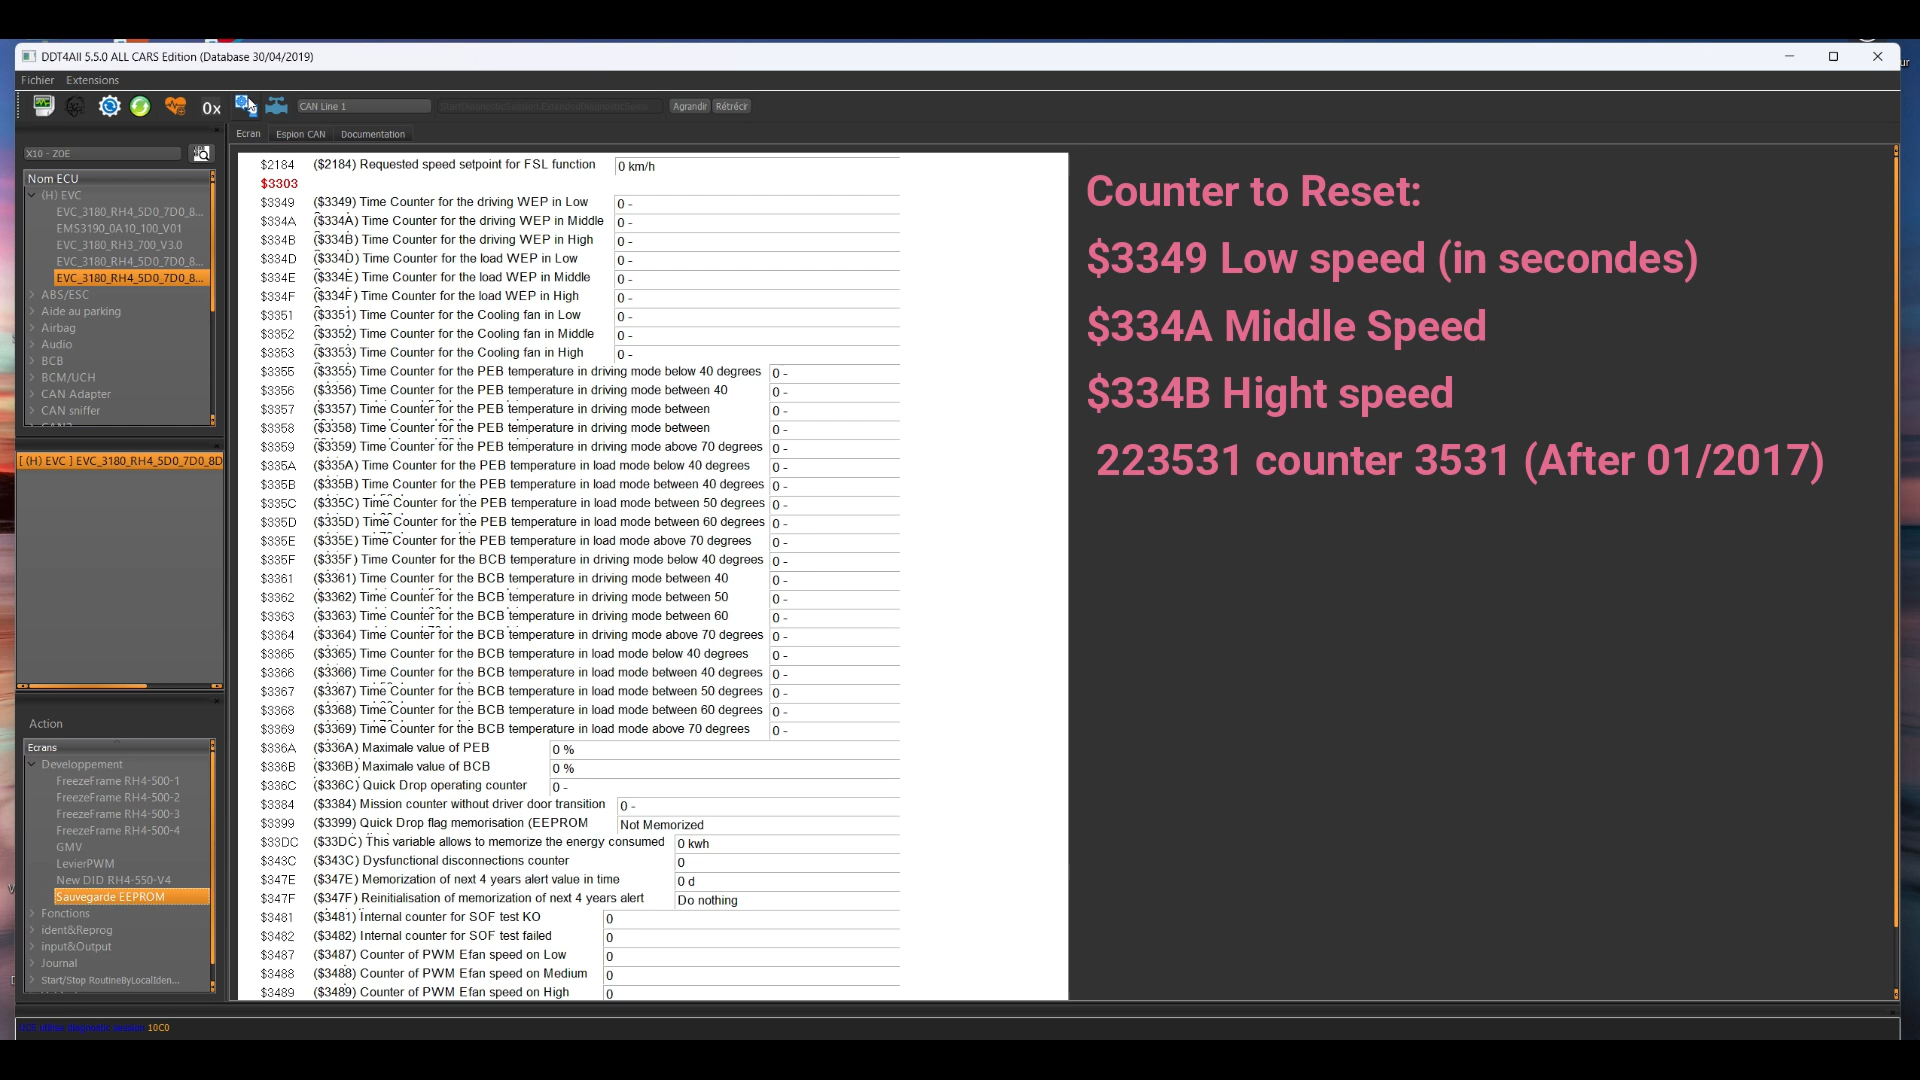 DDT4All 5.5.0 ALL CARS Edition (Database 30/04/2019)
Fichier Extensions
0x CAN Line 1 Agrandir Rétrécir
Ecran Espion CAN Documentation
X10 - ZOE
Nom ECU
(H) EVC
EVC_3180_RH4_5D0_7D0_8...
EMS3190_0A10_100_V01
EVC_3180_RH3_700_V3.0
EVC_3180_RH4_5D0_7D0_8...
EVC_3180_RH4_5D0_7D0_8...
ABS/ESC
Aide au parking
Airbag
Audio
BCB
BCM/UCH
CAN Adapter
CAN sniffer
[ (H) EVC ] EVC_3180_RH4_5D0_7D0_8D
Action
Ecrans
Developpement
FreezeFrame RH4-500-1
FreezeFrame RH4-500-2
FreezeFrame RH4-500-3
FreezeFrame RH4-500-4
GMV
LevierPWM
New DID RH4-550-V4
Sauvegarde EEPROM
Fonctions
ident&Reprog
input&Output
Journal
Start/Stop RoutineByLocalIden...
$2184 ($2184) Requested speed setpoint for FSL function 0 km/h
$3303
$3349 ($3349) Time Counter for the driving WEP in Low 0 -
$334A ($334A) Time Counter for the driving WEP in Middle 0 -
$334B ($334B) Time Counter for the driving WEP in High 0 -
$334D ($334D) Time Counter for the load WEP in Low 0 -
$334E ($334E) Time Counter for the load WEP in Middle 0 -
$334F ($334F) Time Counter for the load WEP in High 0 -
$3351 ($3351) Time Counter for the Cooling fan in Low 0 -
$3352 ($3352) Time Counter for the Cooling fan in Middle 0 -
$3353 ($3353) Time Counter for the Cooling fan in High 0 -
$3355 ($3355) Time Counter for the PEB temperature in driving mode below 40 degrees 0 -
$3356 ($3356) Time Counter for the PEB temperature in driving mode between 40 0 -
$3357 ($3357) Time Counter for the PEB temperature in driving mode between 0 -
$3358 ($3358) Time Counter for the PEB temperature in driving mode between 0 -
$3359 ($3359) Time Counter for the PEB temperature in driving mode above 70 degrees 0 -
$335A ($335A) Time Counter for the PEB temperature in load mode below 40 degrees 0 -
$335B ($335B) Time Counter for the PEB temperature in load mode between 40 degrees 0 -
$335C ($335C) Time Counter for the PEB temperature in load mode between 50 degrees 0 -
$335D ($335D) Time Counter for the PEB temperature in load mode between 60 degrees 0 -
$335E ($335E) Time Counter for the PEB temperature in load mode above 70 degrees 0 -
$335F ($335F) Time Counter for the BCB temperature in driving mode below 40 degrees 0 -
$3361 ($3361) Time Counter for the BCB temperature in driving mode between 40 0 -
$3362 ($3362) Time Counter for the BCB temperature in driving mode between 50 0 -
$3363 ($3363) Time Counter for the BCB temperature in driving mode between 60 0 -
$3364 ($3364) Time Counter for the BCB temperature in driving mode above 70 degrees 0 -
$3365 ($3365) Time Counter for the BCB temperature in load mode below 40 degrees 0 -
$3366 ($3366) Time Counter for the BCB temperature in load mode between 40 degrees 0 -
$3367 ($3367) Time Counter for the BCB temperature in load mode between 50 degrees 0 -
$3368 ($3368) Time Counter for the BCB temperature in load mode between 60 degrees 0 -
$3369 ($3369) Time Counter for the BCB temperature in load mode above 70 degrees 0 -
$336A ($336A) Maximale value of PEB 0 %
$336B ($336B) Maximale value of BCB 0 %
$336C ($336C) Quick Drop operating counter 0 -
$3384 ($3384) Mission counter without driver door transition 0 -
$3399 ($3399) Quick Drop flag memorisation (EEPROM Not Memorized
$33DC ($33DC) This variable allows to memorize the energy consumed 0 kwh
$343C ($343C) Dysfunctional disconnections counter 0
$347E ($347E) Memorization of next 4 years alert value in time 0 d
$347F ($347F) Reinitialisation of memorization of next 4 years alert Do nothing
$3481 ($3481) Internal counter for SOF test KO 0
$3482 ($3482) Internal counter for SOF test failed 0
$3487 ($3487) Counter of PWM Efan speed on Low 0
$3488 ($3488) Counter of PWM Efan speed on Medium 0
$3489 ($3489) Counter of PWM Efan speed on High 0
Counter to Reset:
$3349 Low speed (in secondes)
$334A Middle Speed
$334B Hight speed
223531 counter 3531 (After 01/2017)
10C0